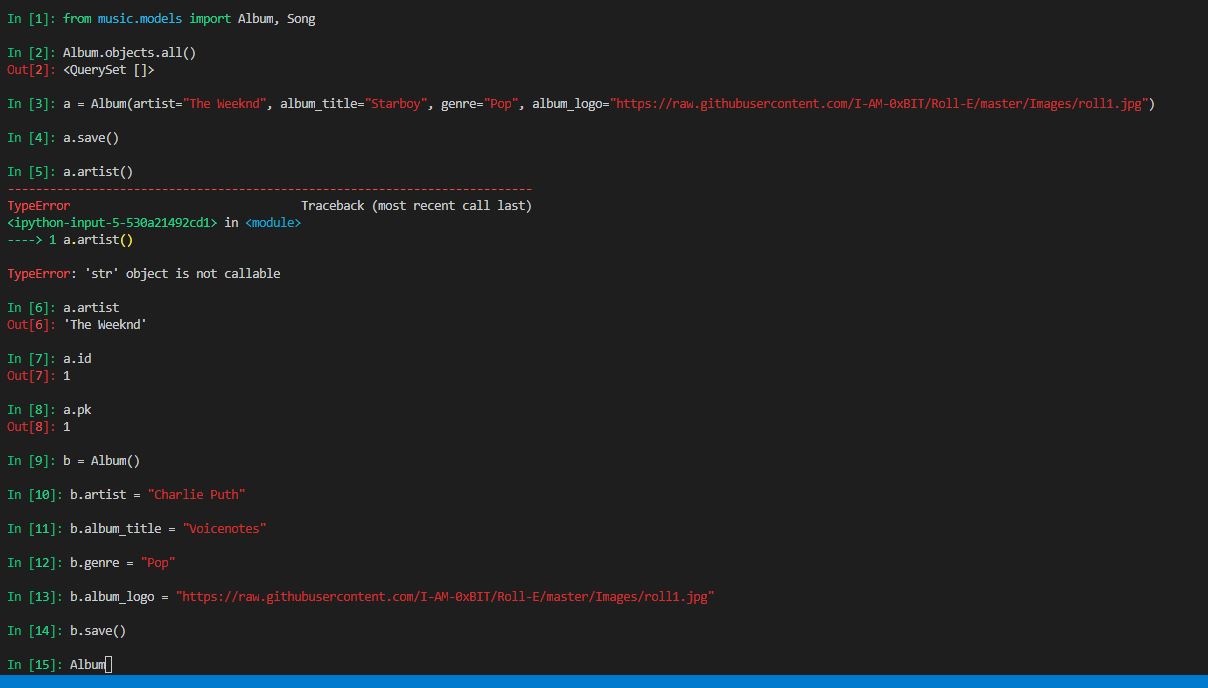 In [1]: from music.models import Album, Song
In [2]: Album.objects.all()
Out[2]: <QuerySet []>
In [3]: a = Album(artist="The Weeknd", album_title="Starboy", genre="Pop", album_logo="https://raw.githubusercontent.com/I-AM-0xBIT/Roll-E/master/Images/roll1.jpg")
In [4]: a.save()
In [5]: a.artist()
---------------------------------------------------------------------------
TypeError                                 Traceback (most recent call last)
<ipython-input-5-530a21492cd1> in <module>
----> 1 a.artist()
TypeError: 'str' object is not callable
In [6]: a.artist
Out[6]: 'The Weeknd'
In [7]: a.id
Out[7]: 1
In [8]: a.pk
Out[8]: 1
In [9]: b = Album()
In [10]: b.artist = "Charlie Puth"
In [11]: b.album_title = "Voicenotes"
In [12]: b.genre = "Pop"
In [13]: b.album_logo = "https://raw.githubusercontent.com/I-AM-0xBIT/Roll-E/master/Images/roll1.jpg"
In [14]: b.save()
In [15]: Album